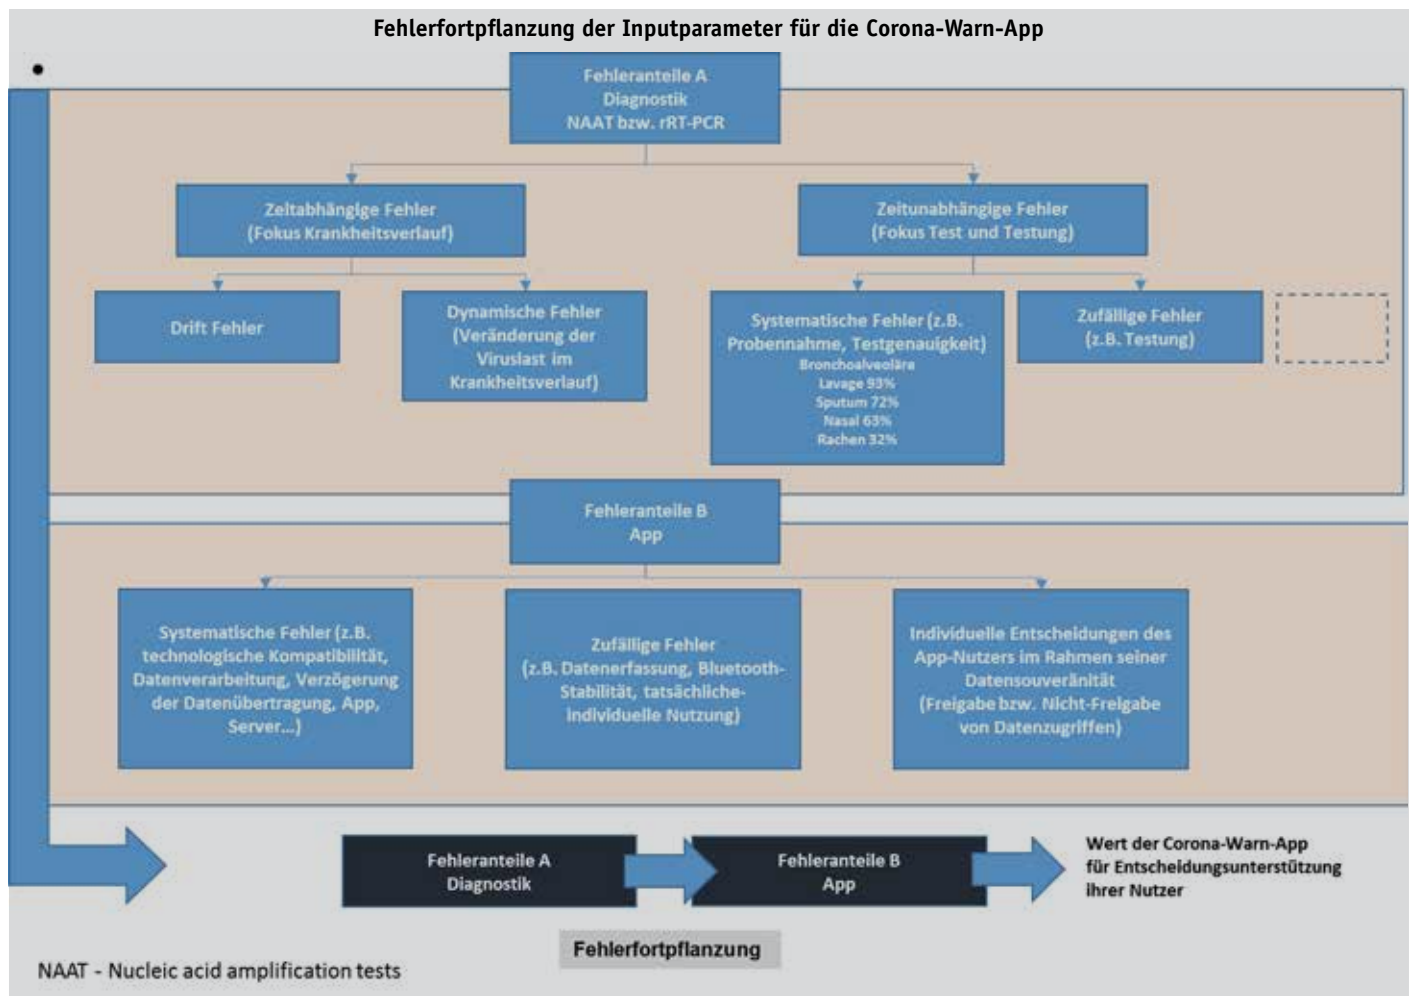 Fehlerfortpflanzung der Inputparameter für die Corona-Warn-App
Fehleranteile A
Diagnostik
NAAT bzw. rRT-PCR
Zeitabhängige Fehler
(Fokus Krankheitsverlauf)
Zeitunabhängige Fehler
(Fokus Test und Testung)
Drift Fehler
Dynamische Fehler
(Veränderung der
Viruslast im
Krankheitsverlauf)
Systematische Fehler (z.B.
Probennahme, Testgenauigkeit)
Bronchoalveoläre
Lavage 93%
Sputum 72%
Nasal 63%
Rachen 32%
Zufällige Fehler
(z.B. Testung)
Fehleranteile B
App
Systematische Fehler (z.B.
technologische Kompatibilität,
Datenverarbeitung, Verzögerung
der Datenübertragung, App,
Server...)
Zufällige Fehler
(z.B. Datenerfassung, Bluetooth-
Stabilität, tatsächliche-
individuelle Nutzung)
Individuelle Entscheidungen des
App-Nutzers im Rahmen seiner
Datensouveränität
(Freigabe bzw. Nicht-Freigabe
von Datenzugriffen)
Fehleranteile A
Diagnostik
Fehleranteile B
App
Wert der Corona-Warn-App
für Entscheidungsunterstützung
ihrer Nutzer
Fehlerfortpflanzung
NAAT - Nucleic acid amplification tests